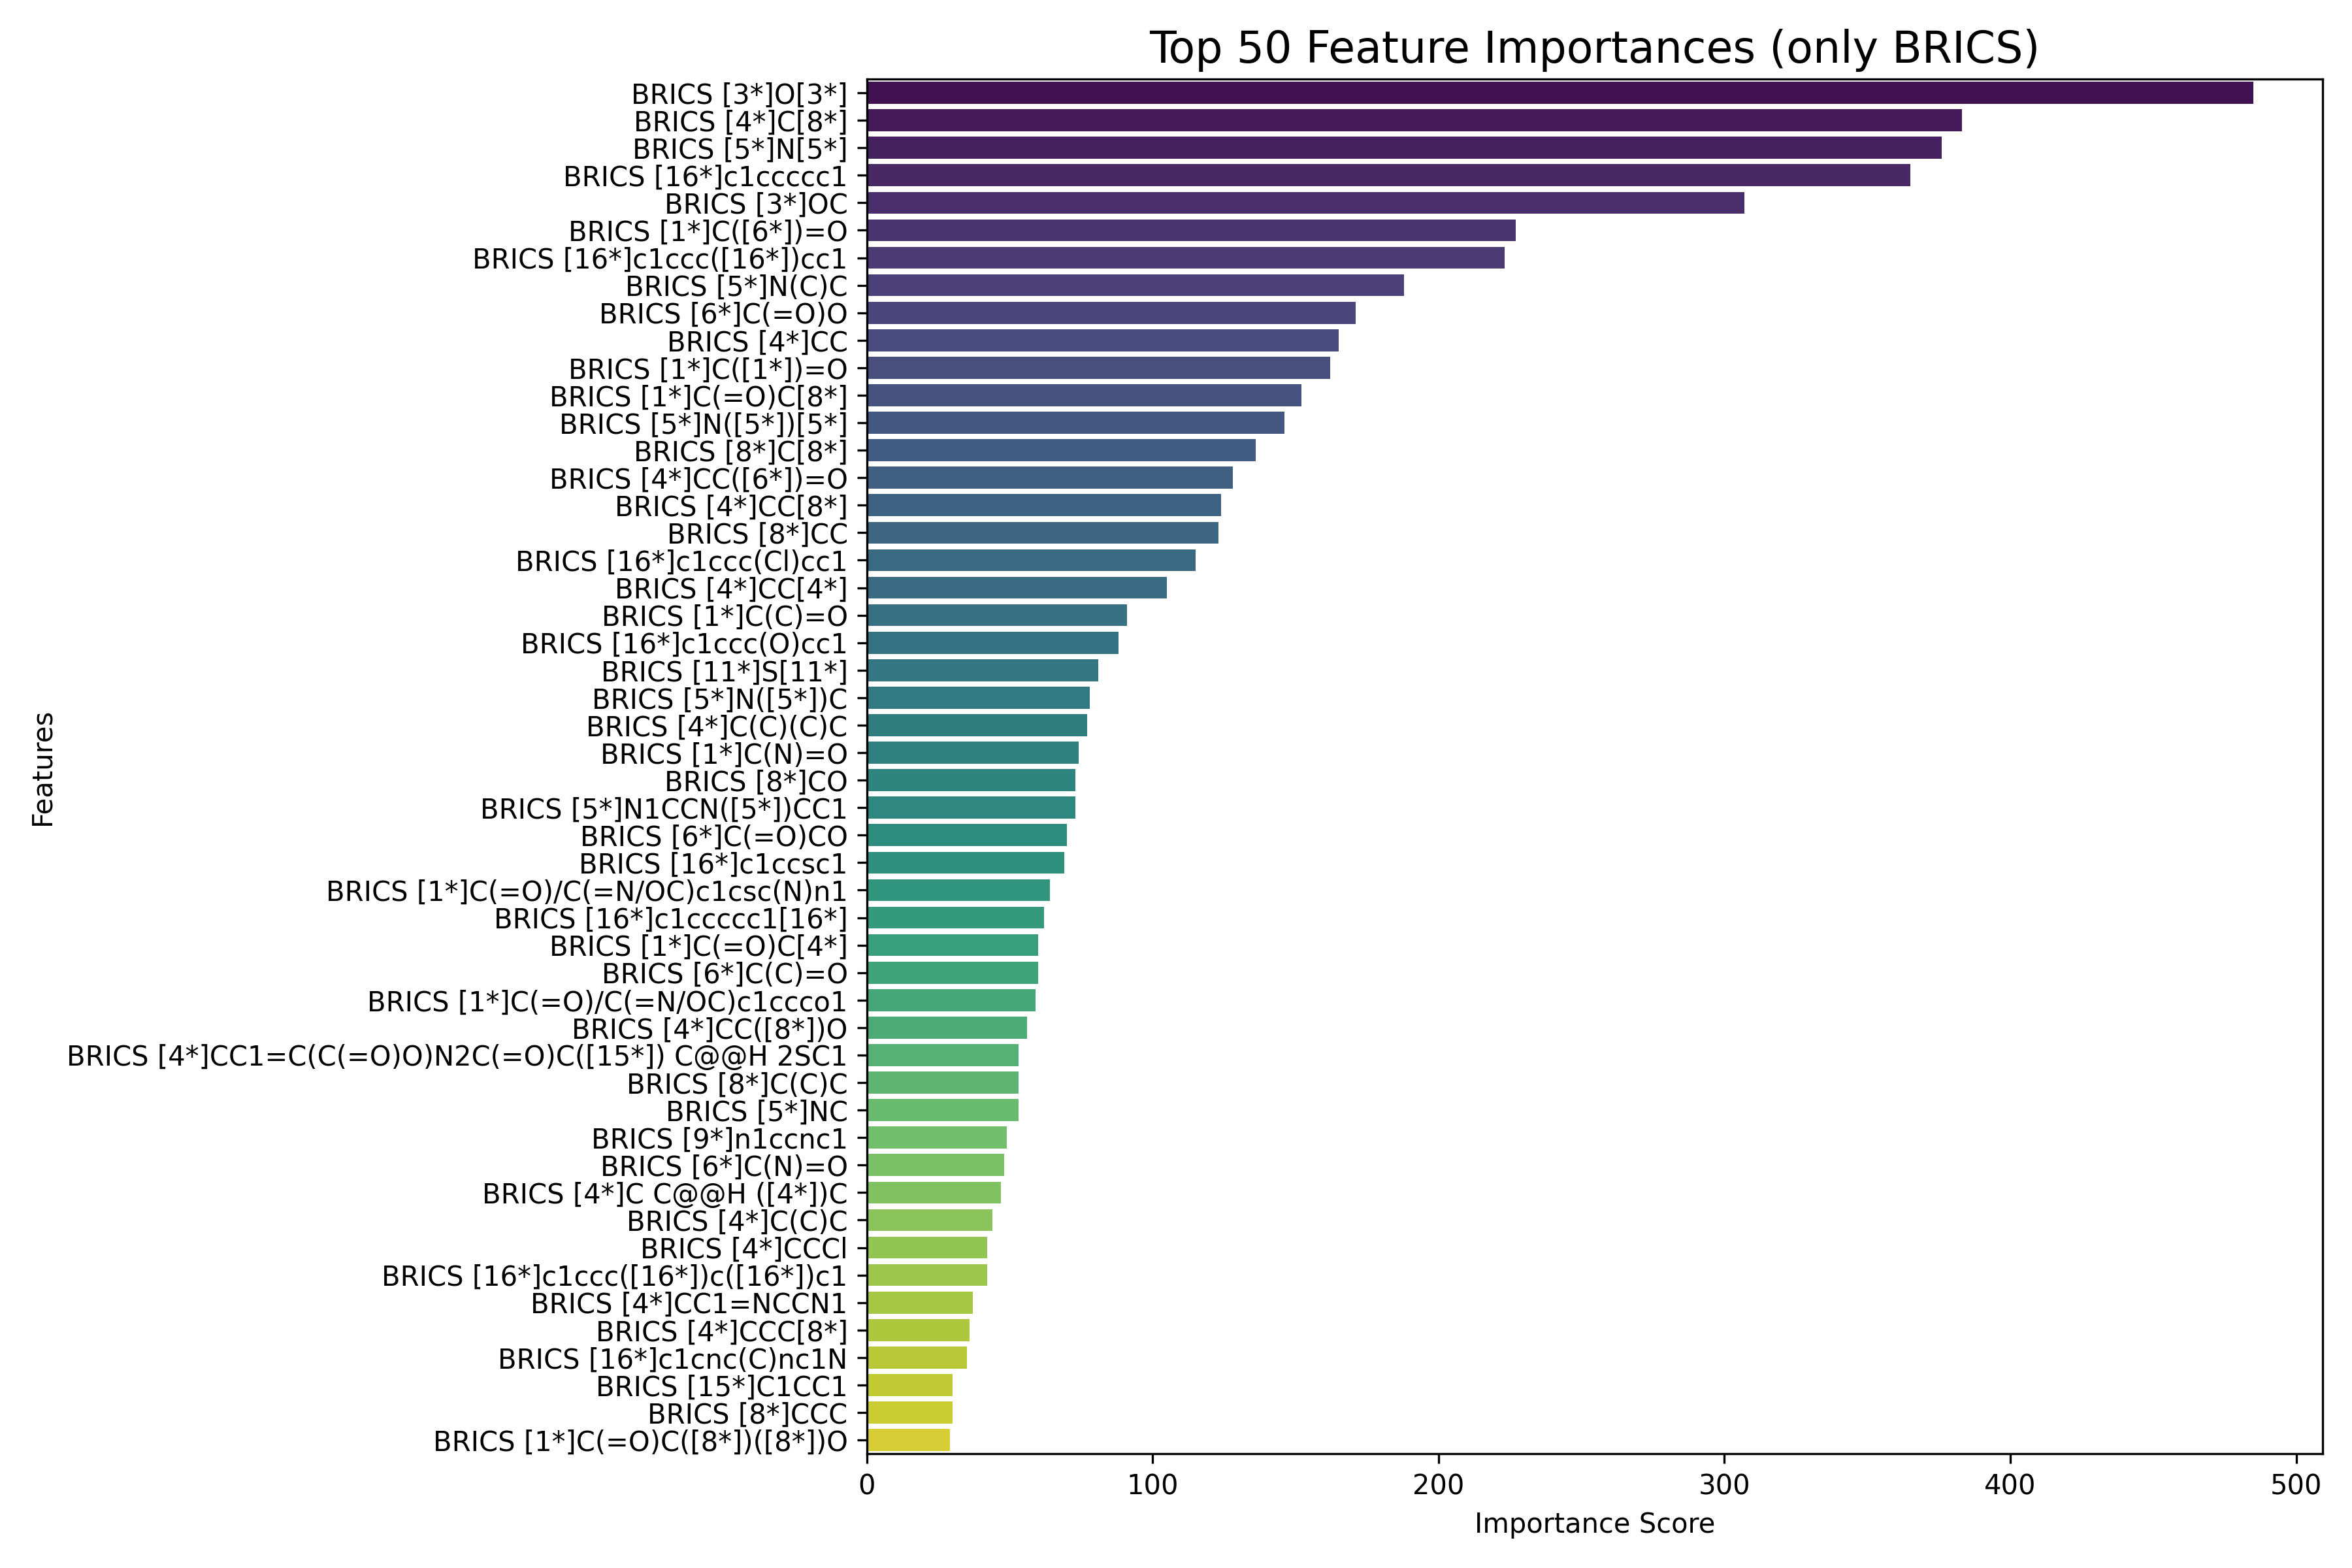 Top 50 Feature Importances (only BRICS)
BRICS [3*]O[3*]
BRICS [4*]C[8*]
BRICS [5*]N[5*]
BRICS [16*]c1ccccc1
BRICS [3*]OC
BRICS [1*]C([6*])=O
BRICS [16*]c1ccc([16*])cc1
BRICS [5*]N(C)C
BRICS [6*]C(=O)O
BRICS [4*]CC
BRICS [1*]C([1*])=O
BRICS [1*]C(=O)C[8*]
BRICS [5*]N([5*])[5*]
BRICS [8*]C[8*]
BRICS [4*]CC([6*])=O
BRICS [4*]CC[8*]
BRICS [8*]CC
BRICS [16*]c1ccc(Cl)cc1
BRICS [4*]CC[4*]
BRICS [1*]C(C)=O
BRICS [16*]c1ccc(O)cc1
BRICS [11*]S[11*]
BRICS [5*]N([5*])C
BRICS [4*]C(C)(C)C
BRICS [1*]C(N)=O
BRICS [8*]CO
BRICS [5*]N1CCN([5*])CC1
BRICS [6*]C(=O)CO
BRICS [16*]c1ccsc1
BRICS [1*]C(=O)/C(=N/OC)c1csc(N)n1
BRICS [16*]c1ccccc1[16*]
BRICS [1*]C(=O)C[4*]
BRICS [6*]C(C)=O
BRICS [1*]C(=O)/C(=N/OC)c1ccco1
BRICS [4*]CC([8*])O
BRICS [4*]CC1=C(C(=O)O)N2C(=O)C([15*]) C@@H 2SC1
BRICS [8*]C(C)C
BRICS [5*]NC
BRICS [9*]n1ccnc1
BRICS [6*]C(N)=O
BRICS [4*]C C@@H ([4*])C
BRICS [4*]C(C)C
BRICS [4*]CCCl
BRICS [16*]c1ccc([16*])c([16*])c1
BRICS [4*]CC1=NCCN1
BRICS [4*]CCC[8*]
BRICS [16*]c1cnc(C)nc1N
BRICS [15*]C1CC1
BRICS [8*]CCC
BRICS [1*]C(=O)C([8*])([8*])O
Features
0 100 200 300 400 500
Importance Score